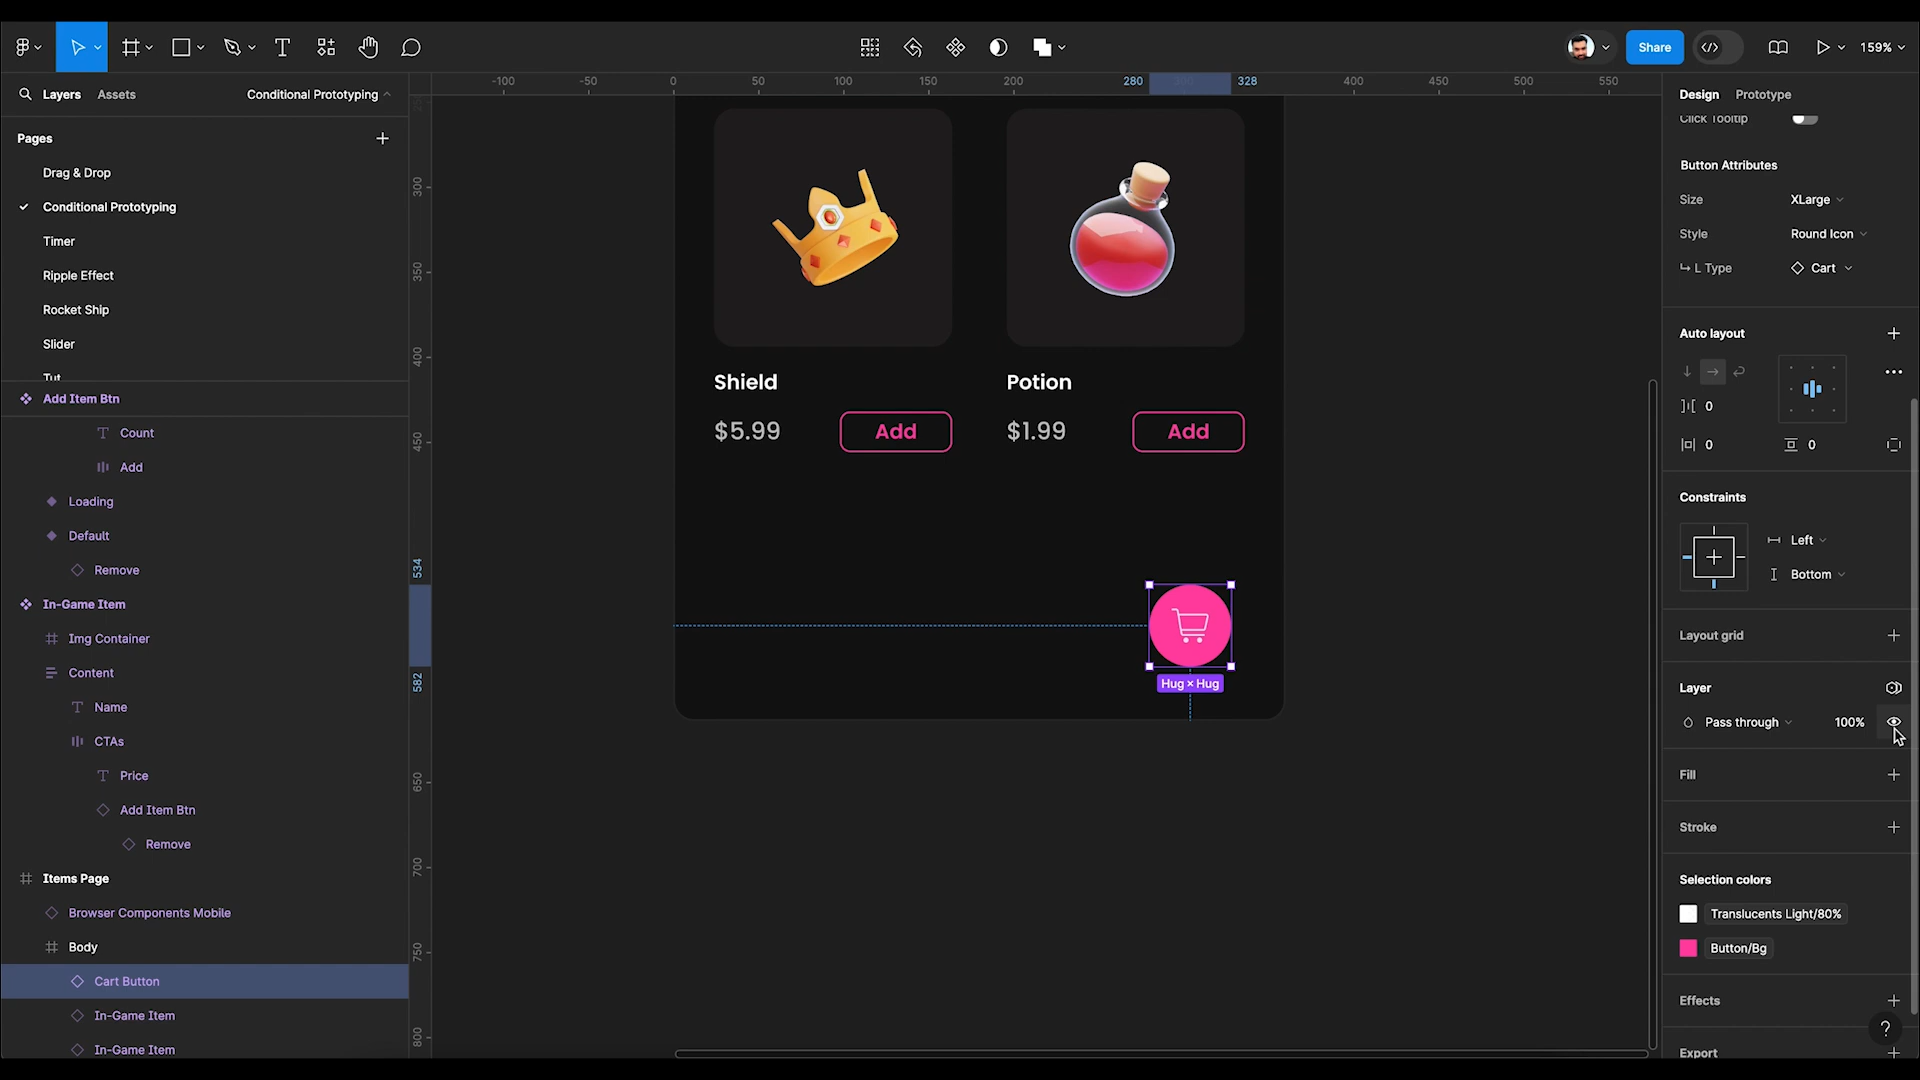 Share
159%
-100
-50
0
50
100
150
200
280
328
400
450
500
550
Layers
Assets
Conditional Prototyping
Pages
Drag & Drop
Conditional Prototyping
Timer
Ripple Effect
Rocket Ship
Slider
Tut
Add Item Btn
Count
Add
Loading
Default
Remove
In-Game Item
Img Container
Content
Name
CTAs
Price
Add Item Btn
Remove
Items Page
Browser Components Mobile
Body
Cart Button
In-Game Item
In-Game Item
300
350
400
450
534
582
650
700
750
800
Shield
$5.99
Add
Potion
$1.99
Add
Hug × Hug
Design
Prototype
Click Tooltip
Button Attributes
Size
XLarge
Style
Round Icon
L Type
Cart
Auto layout
0
0
0
Constraints
Left
Bottom
Layout grid
Layer
Pass through
100%
Fill
Stroke
Selection colors
Translucents Light/80%
Button/Bg
Effects
?
Export